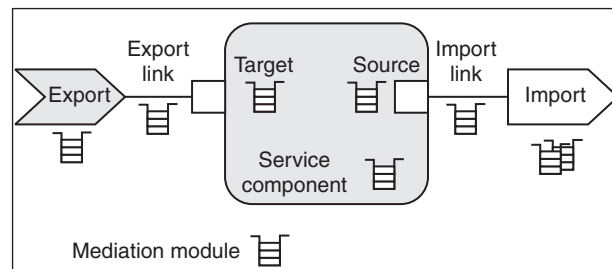 Export
link
Import
link
Target
Source
Export
Import
Service
component
Mediation module